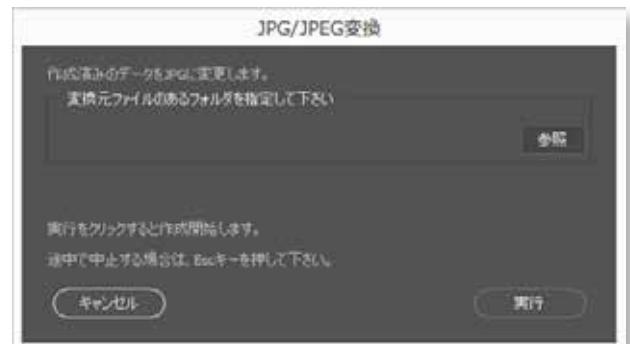 JPG/JPEG変換
作成済みのデータをJPGに変更します。
変換元ファイルのあるフォルダを指定して下さい
参照
実行をクリックすると作成開始します。
途中で中止する場合は、Escキーを押して下さい。
キャンセル
実行